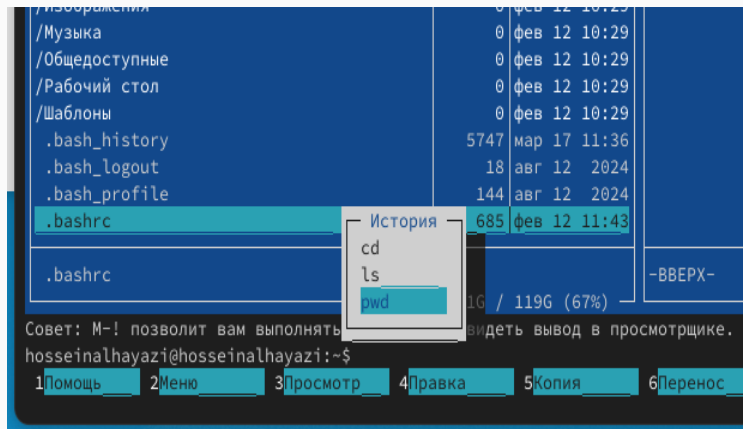 /Изображения 0 фев 12 10:29
/Музыка 0 фев 12 10:29
/Общедоступные 0 фев 12 10:29
/Рабочий стол 0 фев 12 10:29
/Шаблоны 0 фев 12 10:29
.bash_history 5747 мар 17 11:36
.bash_logout 18 авг 12 2024
.bash_profile 144 авг 12 2024
.bashrc 685 фев 12 11:43
История
cd
ls
pwd
.bashrc -ВВЕРХ-
1G / 119G (67%)
Совет: M-! позволит вам выполнять видеть вывод в просмотрщике.
hosseinalhayazi@hosseinalhayazi:~$
1Помощь 2Меню 3Просмотр 4Правка 5Копия 6Перенос